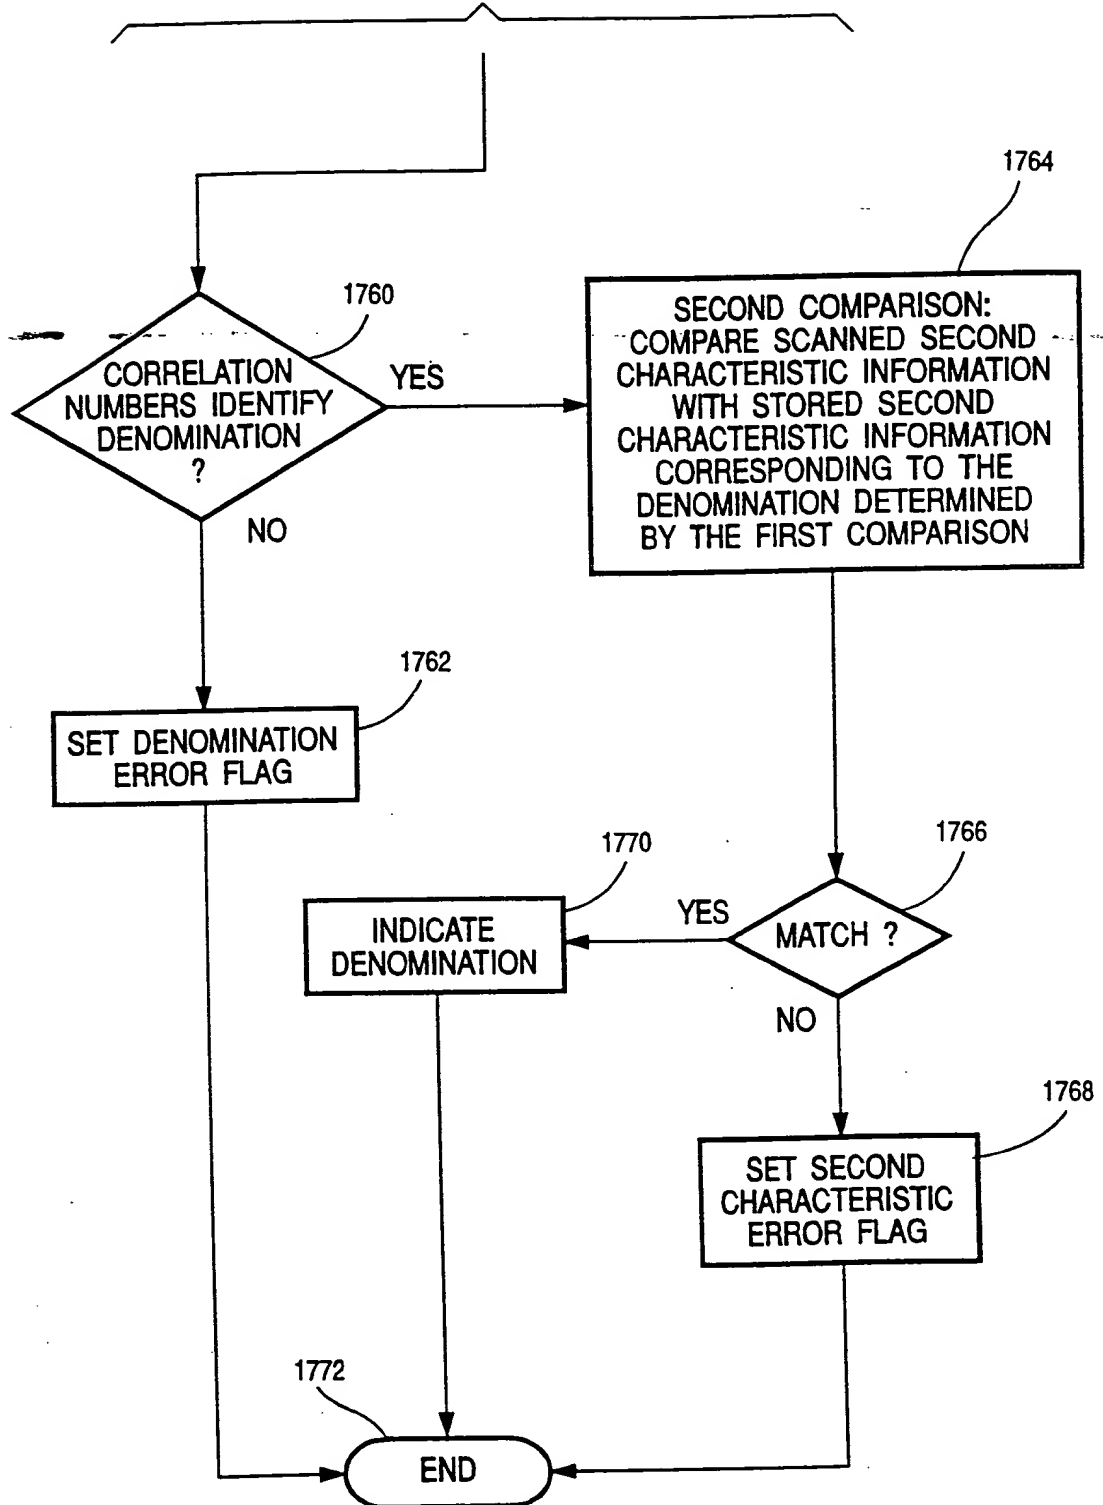 1764
SECOND COMPARISON:
COMPARE SCANNED SECOND
CHARACTERISTIC INFORMATION
WITH STORED SECOND
CHARACTERISTIC INFORMATION
CORRESPONDING TO THE
DENOMINATION DETERMINED
BY THE FIRST COMPARISON
1760
CORRELATION
NUMBERS IDENTIFY
DENOMINATION
?
YES
NO
1762
SET DENOMINATION
ERROR FLAG
1766
MATCH ?
YES
NO
1770
INDICATE
DENOMINATION
1768
SET SECOND
CHARACTERISTIC
ERROR FLAG
1772
END